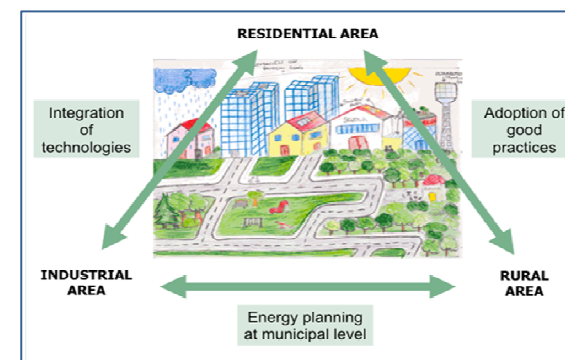 RESIDENTIAL AREA
Integration
of
technologies
Adoption of
good
practices
INDUSTRIAL
AREA
RURAL
AREA
Energy planning
at municipal level